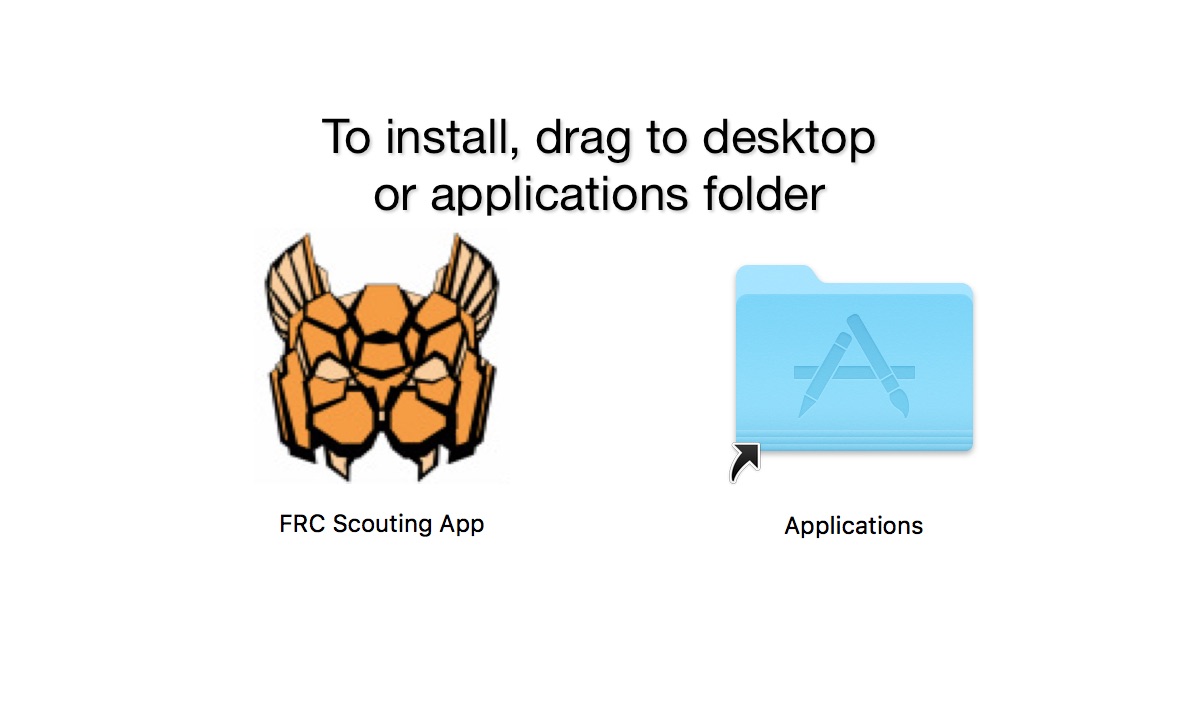 To install, drag to desktop
or applications folder
FRC Scouting App
Applications